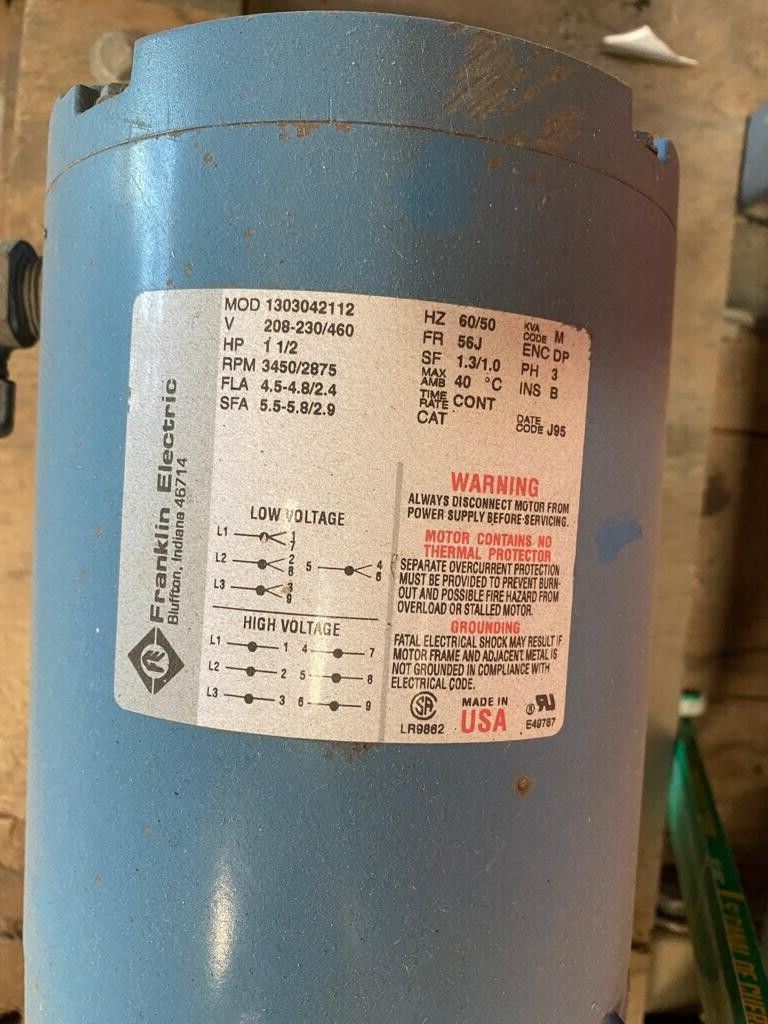 MOD 1303042112
V 208-230/460
HP 1 1/2
RPM 3450/2875
FLA 4.5-4.8/2.4
SFA 5.5-5.8/2.9
HZ 60/50
FR 56J
SF 1.3/1.0
MAX AMB 40 °C
TIME RATE CONT
CAT
KVA CODE M
ENC DP
PH 3
INS B
DATE CODE J95
Franklin Electric
Bluffton, Indiana 46714
LOW VOLTAGE
L1 1
7
L2 2
8
L3 3
9
5 4
6
HIGH VOLTAGE
L1 1 4 7
L2 2 5 8
L3 3 6 9
WARNING
ALWAYS DISCONNECT MOTOR FROM
POWER SUPPLY BEFORE SERVICING.
MOTOR CONTAINS NO
THERMAL PROTECTOR
SEPARATE OVERCURRENT PROTECTION
MUST BE PROVIDED TO PREVENT BURN-
OUT AND POSSIBLE FIRE HAZARD FROM
OVERLOAD OR STALLED MOTOR.
GROUNDING
FATAL ELECTRICAL SHOCK MAY RESULT IF
MOTOR FRAME AND ADJACENT METAL IS
NOT GROUNDED IN COMPLIANCE WITH
ELECTRICAL CODE.
SA
LR9862
MADE IN
USA
E49787